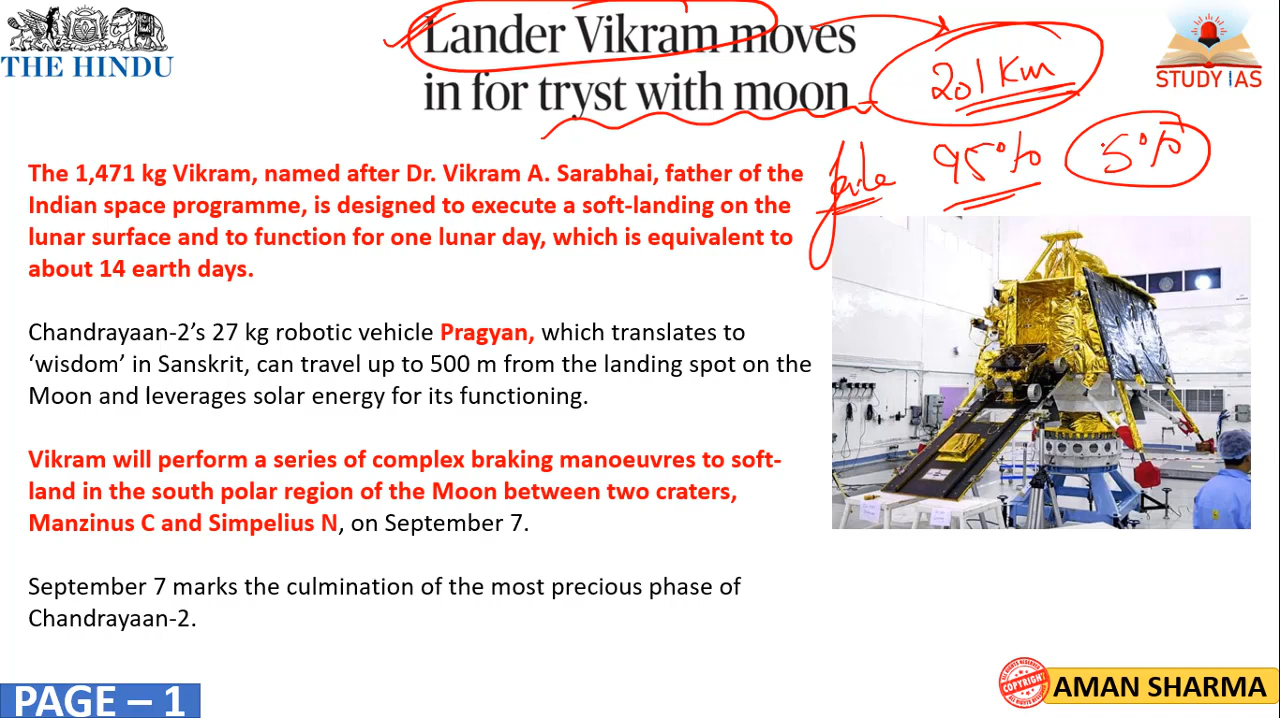 THE HINDU
Lander Vikram moves
in for tryst with moon
2.1 Km
95%
5%
STUDY IAS
The 1,471 kg Vikram, named after Dr. Vikram A. Sarabhai, father of the
Indian space programme, is designed to execute a soft-landing on the
lunar surface and to function for one lunar day, which is equivalent to
about 14 earth days.
Chandrayaan-2’s 27 kg robotic vehicle Pragyan, which translates to
‘wisdom’ in Sanskrit, can travel up to 500 m from the landing spot on the
Moon and leverages solar energy for its functioning.
Vikram will perform a series of complex braking manoeuvres to soft-
land in the south polar region of the Moon between two craters,
Manzinus C and Simpelius N, on September 7.
September 7 marks the culmination of the most precious phase of
Chandrayaan-2.
PAGE – 1
COPYRIGHT
AMAN SHARMA